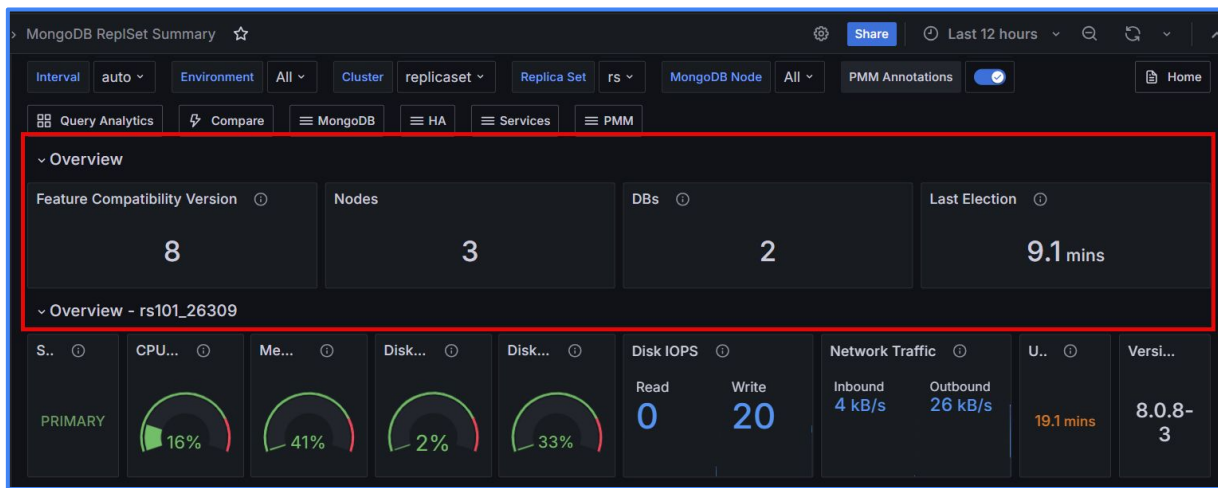 MongoDB ReplSet Summary
Share
Last 12 hours
Interval auto Environment All Cluster replicaset Replica Set rs MongoDB Node All PMM Annotations Home
Query Analytics Compare MongoDB HA Services PMM
Overview
Feature Compatibility Version Nodes DBs Last Election
8 3 2 9.1 mins
Overview - rs101_26309
S.. CPU... Me... Disk... Disk... Disk IOPS Network Traffic U.. Versi...
Read Write Inbound Outbound
0 20 4 kB/s 26 kB/s
PRIMARY 16% 41% 2% 33% 19.1 mins 8.0.8-
3